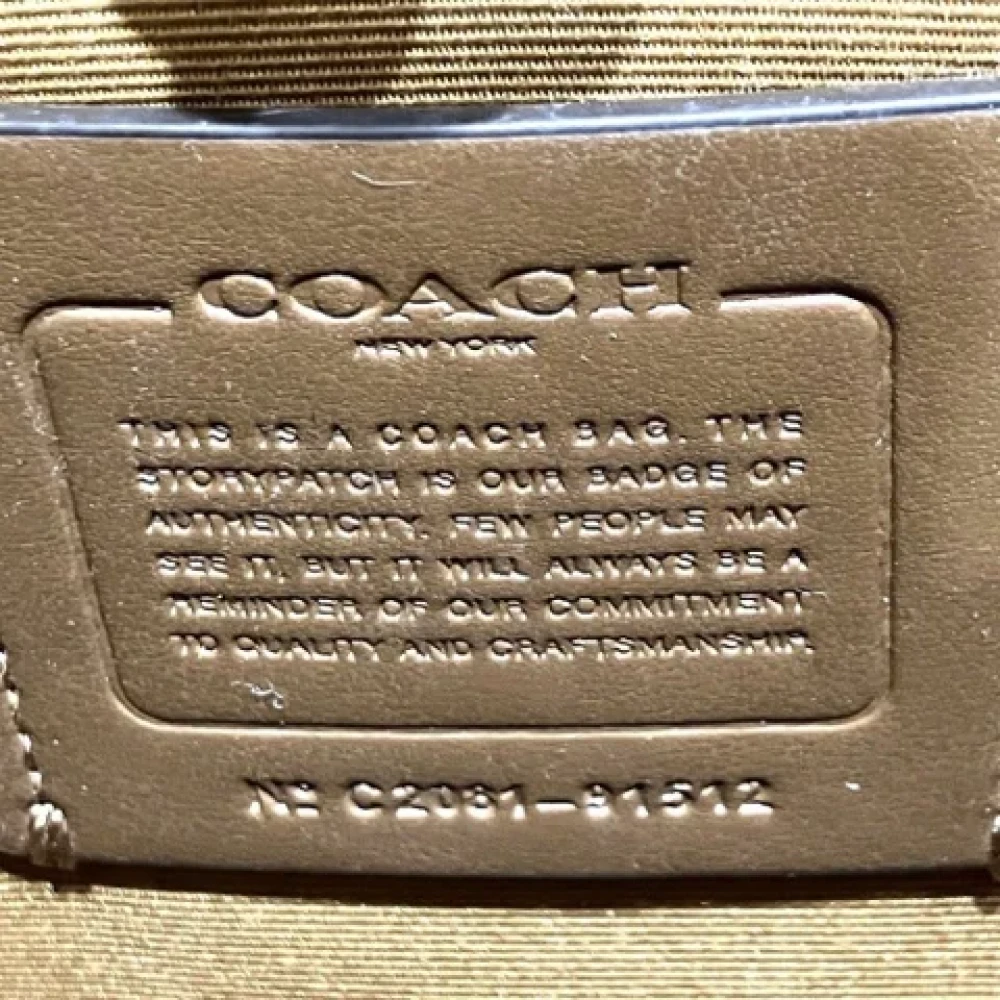 COACH
NEW YORK
THIS IS A COACH BAG. THE
STORYPATCH IS OUR BADGE OF
AUTHENTICITY. FEW PEOPLE MAY
SEE IT, BUT IT WILL ALWAYS BE A
REMINDER OF OUR COMMITMENT
TO QUALITY AND CRAFTSMANSHIP.
Nº C2081-91512